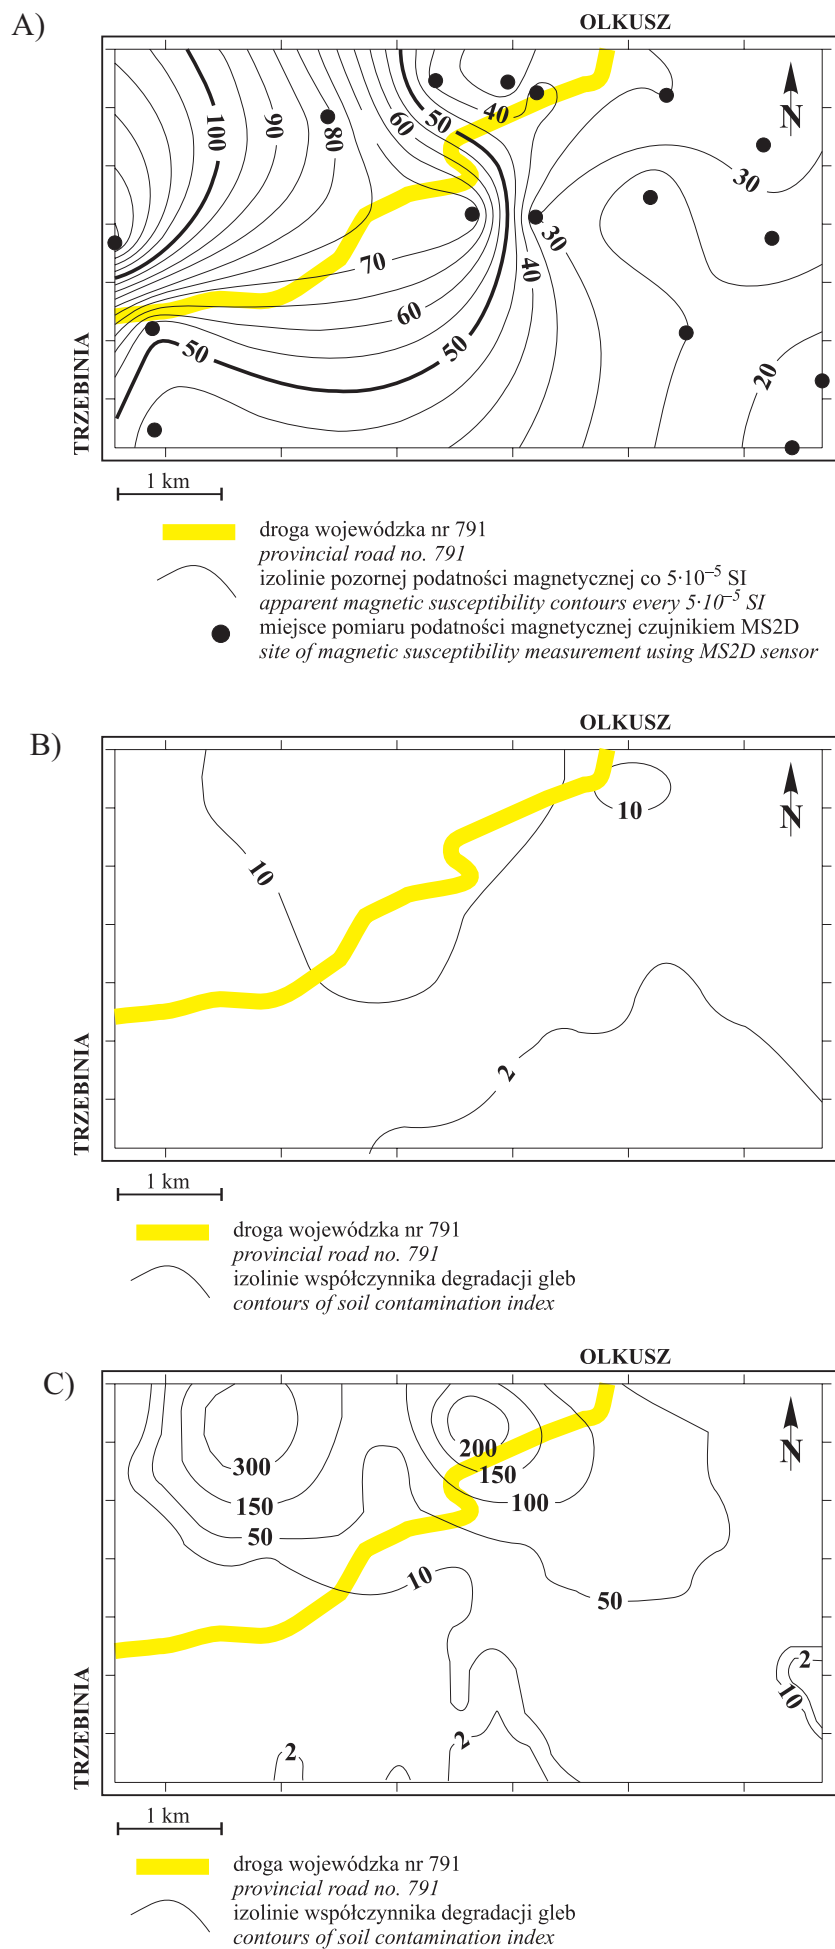 A)
OLKUSZ
100
90
80
60
50
40
N
30
30
70
40
60
50
50
20
TRZEBINIA
1 km
droga wojewódzka nr 791
provincial road no. 791
izolinie pozornej podatności magnetycznej co 5·10⁻⁵ SI
apparent magnetic susceptibility contours every 5·10⁻⁵ SI
miejsce pomiaru podatności magnetycznej czujnikiem MS2D
site of magnetic susceptibility measurement using MS2D sensor
B)
OLKUSZ
10
N
10
2
TRZEBINIA
1 km
droga wojewódzka nr 791
provincial road no. 791
izolinie współczynnika degradacji gleb
contours of soil contamination index
C)
OLKUSZ
N
200
300
150
150
100
50
10
50
2
10
2
2
TRZEBINIA
1 km
droga wojewódzka nr 791
provincial road no. 791
izolinie współczynnika degradacji gleb
contours of soil contamination index